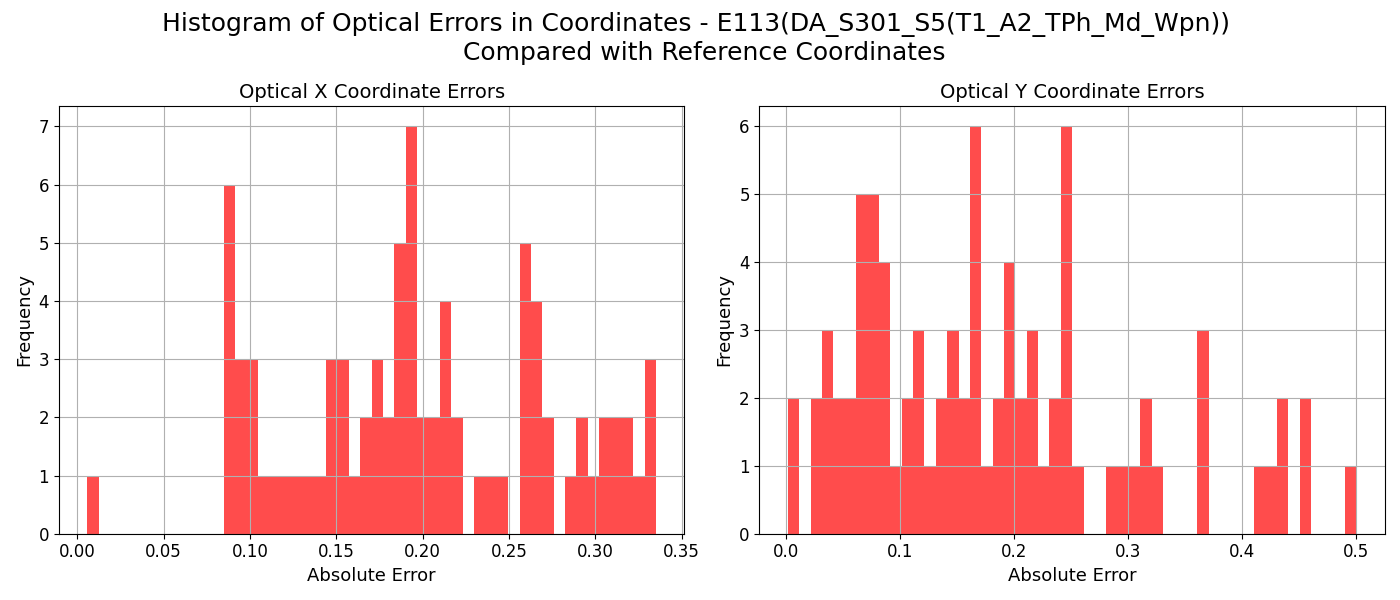 Histogram of Optical Errors in Coordinates - E113(DA_S301_S5(T1_A2_TPh_Md_Wpn))
Compared with Reference Coordinates
Optical X Coordinate Errors
7
6
5
4
3
2
1
0
Frequency
0.00 0.05 0.10 0.15 0.20 0.25 0.30 0.35
Absolute Error
Optical Y Coordinate Errors
6
5
4
3
2
1
0
Frequency
0.0 0.1 0.2 0.3 0.4 0.5
Absolute Error